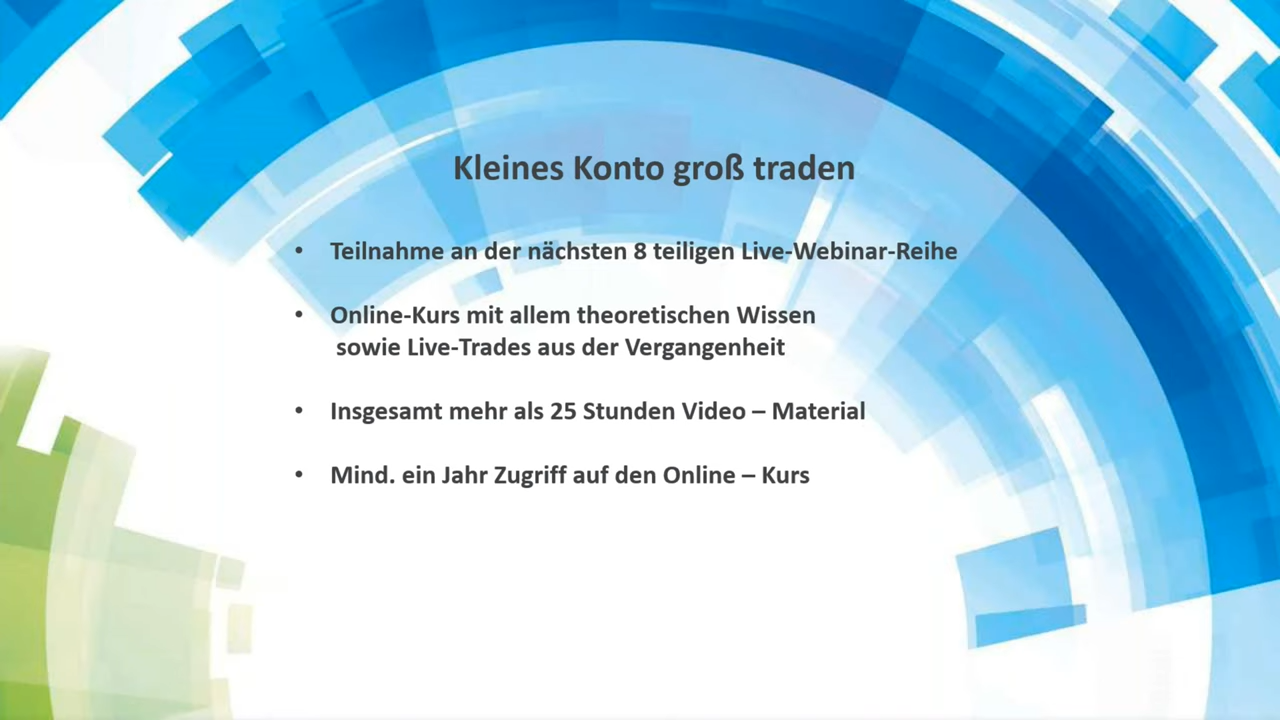 Kleines Konto groß traden
• Teilnahme an der nächsten 8 teiligen Live-Webinar-Reihe
• Online-Kurs mit allem theoretischen Wissen
sowie Live-Trades aus der Vergangenheit
• Insgesamt mehr als 25 Stunden Video – Material
• Mind. ein Jahr Zugriff auf den Online – Kurs